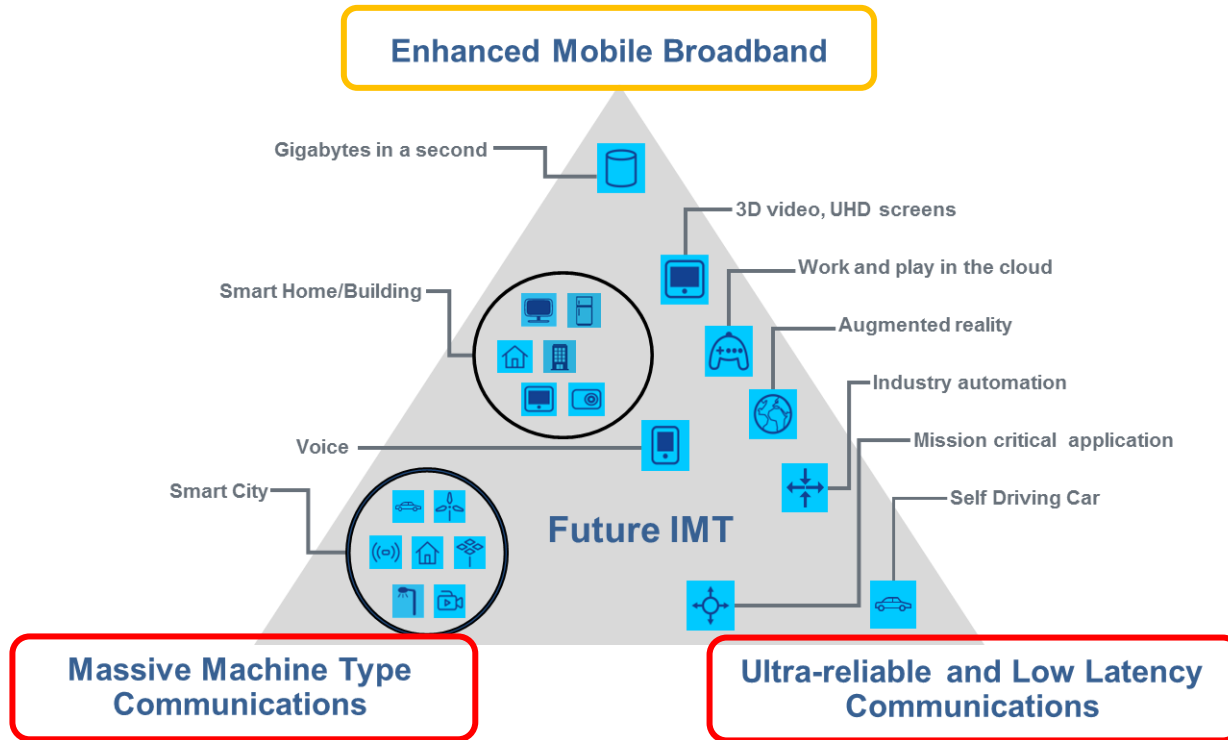 Enhanced Mobile Broadband
Gigabytes in a second
3D video, UHD screens
Work and play in the cloud
Smart Home/Building
Augmented reality
Industry automation
Mission critical application
Voice
Smart City
Self Driving Car
Future IMT
Massive Machine Type
Communications
Ultra-reliable and Low Latency
Communications